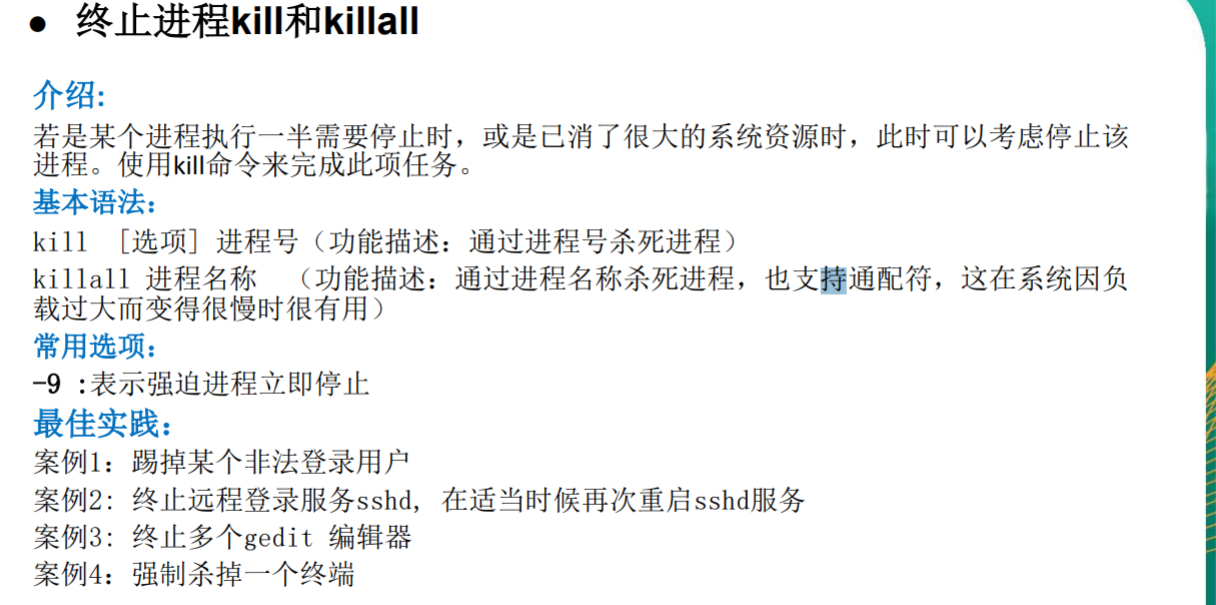 ● 终止进程kill和killall
介绍:
若是某个进程执行一半需要停止时，或是已消了很大的系统资源时，此时可以考虑停止该
进程。使用kill命令来完成此项任务。
基本语法：
kill [选项] 进程号（功能描述：通过进程号杀死进程）
killall 进程名称 （功能描述：通过进程名称杀死进程，也支持通配符，这在系统因负
载过大而变得很慢时很有用）
常用选项：
-9 :表示强迫进程立即停止
最佳实践：
案例1：踢掉某个非法登录用户
案例2: 终止远程登录服务sshd, 在适当时候再次重启sshd服务
案例3: 终止多个gedit 编辑器
案例4：强制杀掉一个终端